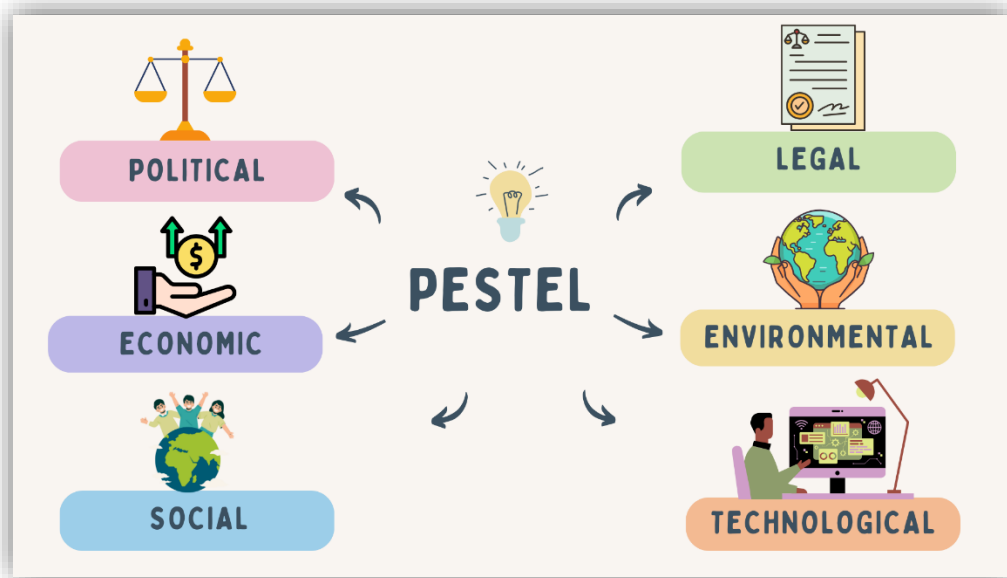 POLITICAL
LEGAL
PESTEL
ECONOMIC
ENVIRONMENTAL
SOCIAL
TECHNOLOGICAL